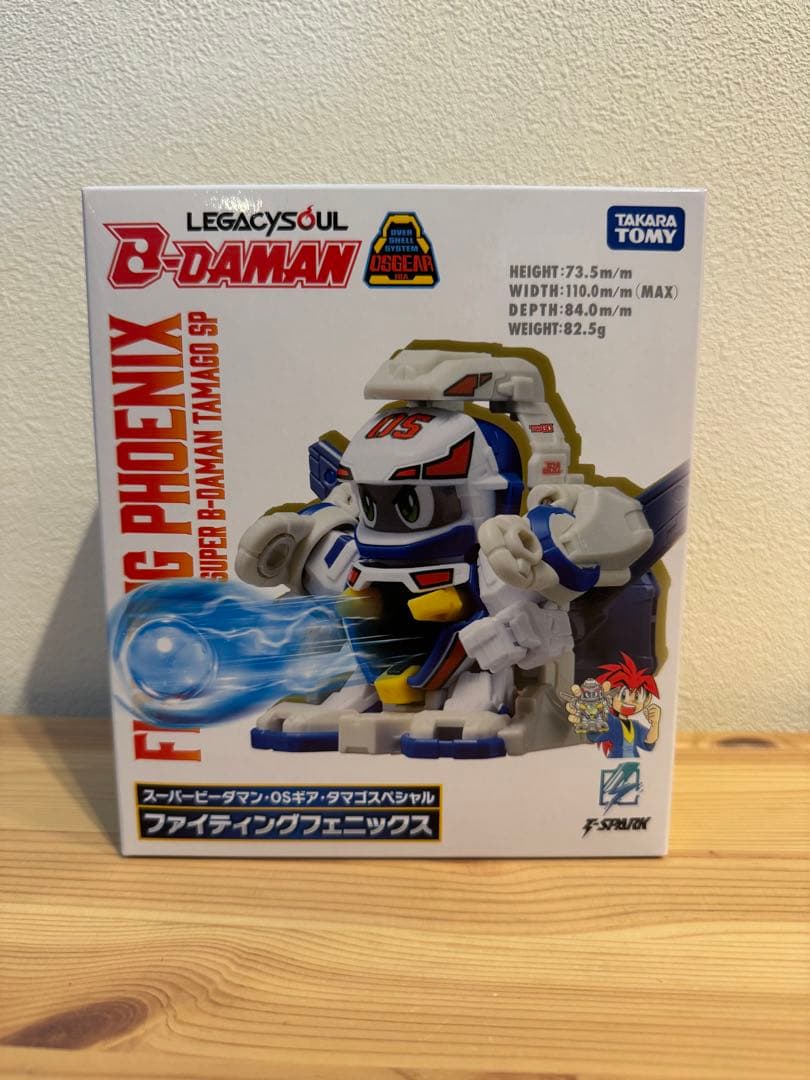 LEGACYSOUL
B-DAMAN
OVER
SHELL
SYSTEM
OSGEAR
TAKARA
TOMY
HEIGHT:73.5m/m
WIDTH:110.0m/m(MAX)
DEPTH:84.0m/m
WEIGHT:82.5g
NG PHOENIX
SUPER B-DAMAN TAMAGO SP
OS
スーパービーダマン・OSギア・タマゴスペシャル
ファイティングフェニックス
T-SPARK